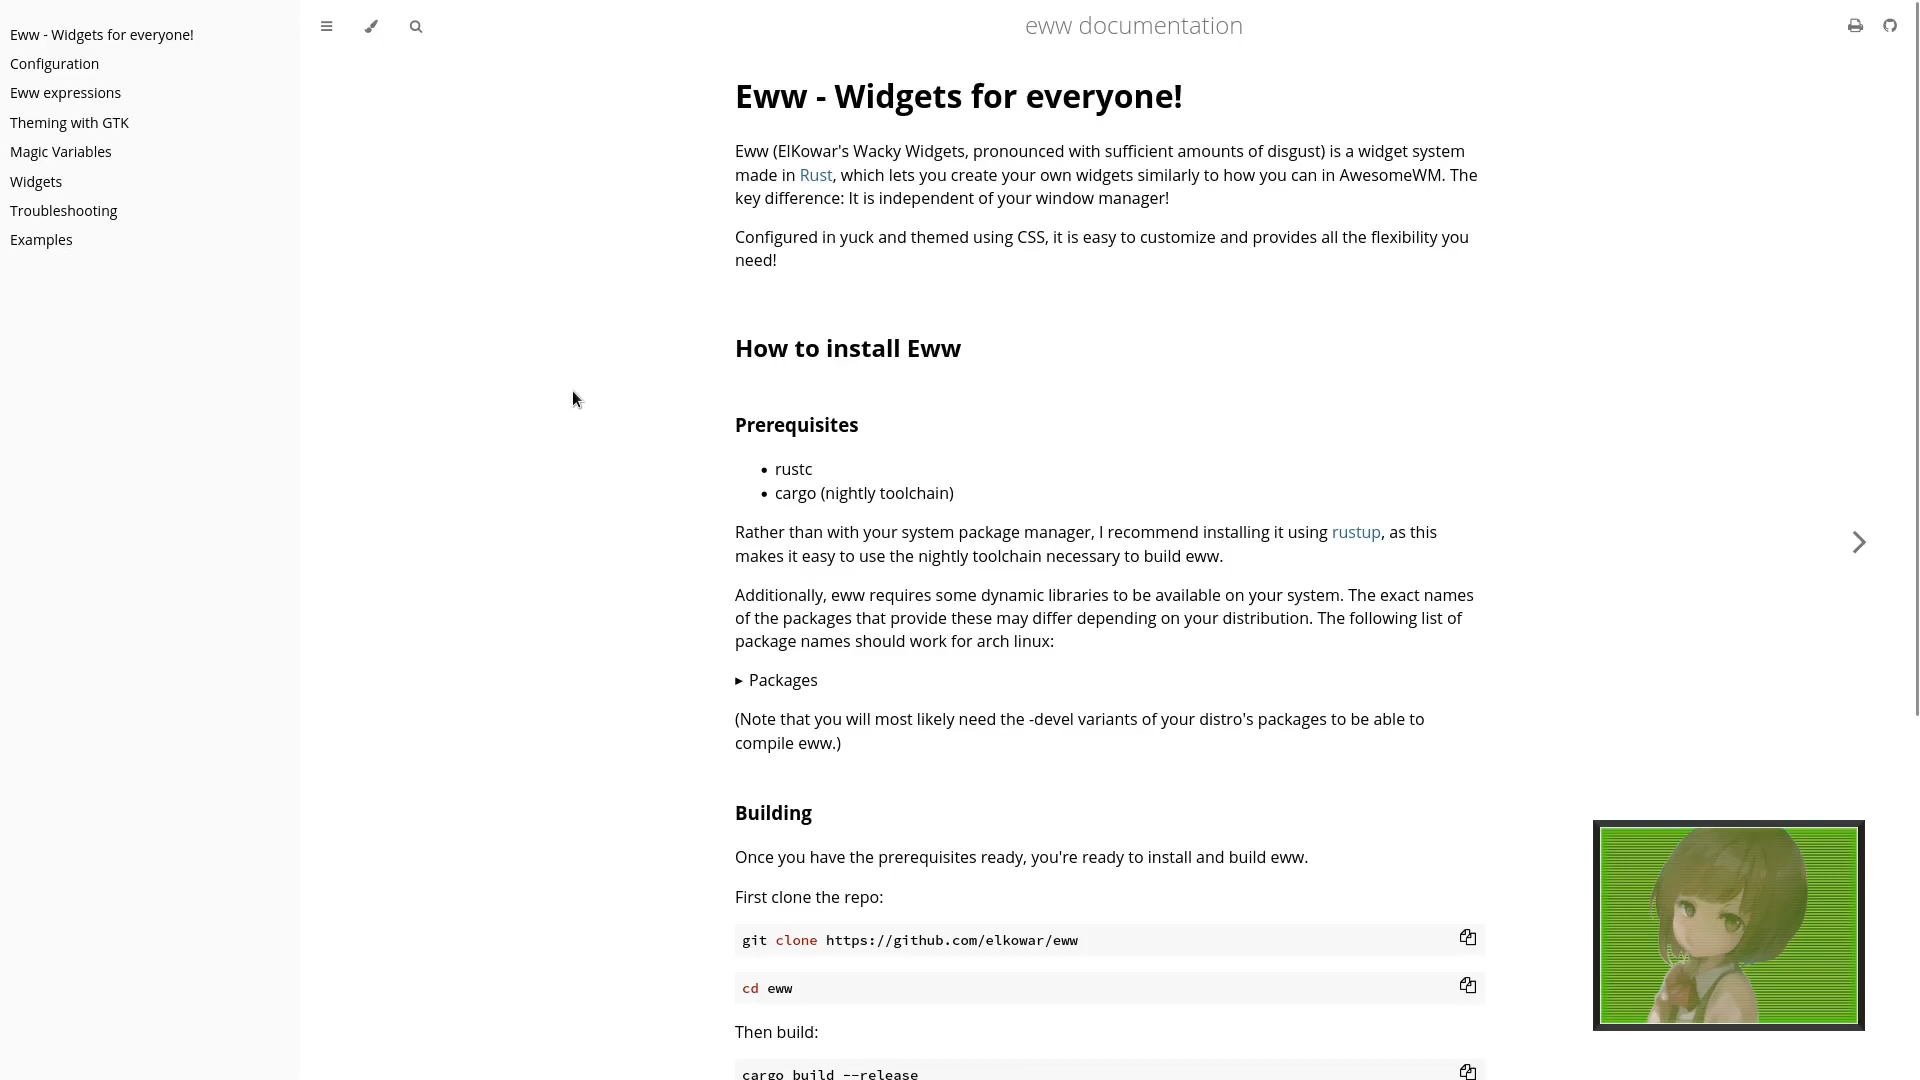 Eww - Widgets for everyone!
Configuration
Eww expressions
Theming with GTK
Magic Variables
Widgets
Troubleshooting
Examples
eww documentation
Eww - Widgets for everyone!
Eww (ElKowar's Wacky Widgets, pronounced with sufficient amounts of disgust) is a widget system
made in Rust, which lets you create your own widgets similarly to how you can in AwesomeWM. The
key difference: It is independent of your window manager!
Configured in yuck and themed using CSS, it is easy to customize and provides all the flexibility you
need!
How to install Eww
Prerequisites
• rustc
• cargo (nightly toolchain)
Rather than with your system package manager, I recommend installing it using rustup, as this
makes it easy to use the nightly toolchain necessary to build eww.
Additionally, eww requires some dynamic libraries to be available on your system. The exact names
of the packages that provide these may differ depending on your distribution. The following list of
package names should work for arch linux:
▸ Packages
(Note that you will most likely need the -devel variants of your distro's packages to be able to
compile eww.)
Building
Once you have the prerequisites ready, you're ready to install and build eww.
First clone the repo:
git clone https://github.com/elkowar/eww
cd eww
Then build:
cargo build --release